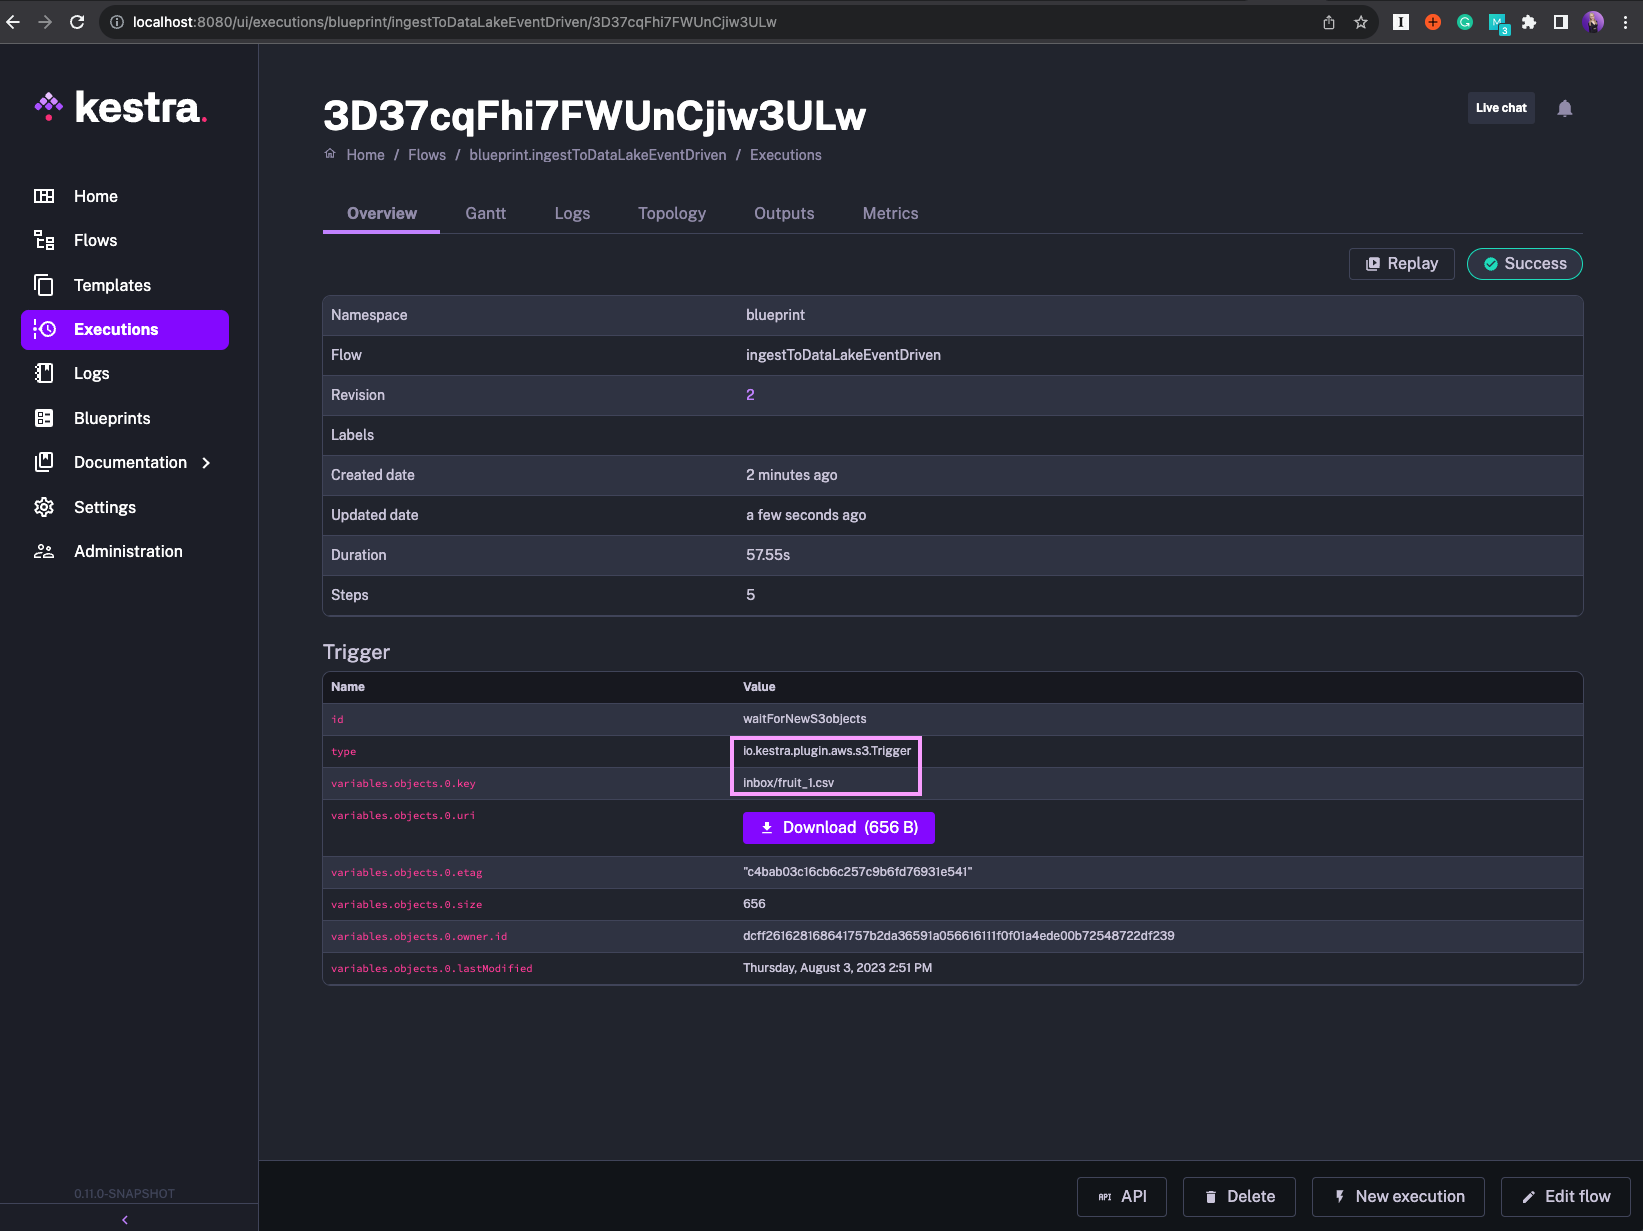 localhost:8080/ui/executions/blueprint/ingestToDataLakeEventDriven/3D37cqFhi7FWUnCjiw3ULw
3
kestra.
Home
Flows
Templates
Executions
Logs
Blueprints
Documentation
Settings
Administration
0.11.0-SNAPSHOT
3D37cqFhi7FWUnCjiw3ULw
Live chat
Home / Flows / blueprint.ingestToDataLakeEventDriven / Executions
Overview Gantt Logs Topology Outputs Metrics
Replay Success
Namespace blueprint
Flow ingestToDataLakeEventDriven
Revision 2
Labels
Created date 2 minutes ago
Updated date a few seconds ago
Duration 57.55s
Steps 5
Trigger
Name Value
id waitForNewS3objects
type io.kestra.plugin.aws.s3.Trigger
variables.objects.0.key inbox/fruit_1.csv
variables.objects.0.uri Download (656 B)
variables.objects.0.etag "c4bab03c16cb6c257c9b6fd76931e541"
variables.objects.0.size 656
variables.objects.0.owner.id dcff261628168641757b2da36591a056616111f0f01a4ede00b72548722df239
variables.objects.0.lastModified Thursday, August 3, 2023 2:51 PM
API API Delete New execution Edit flow